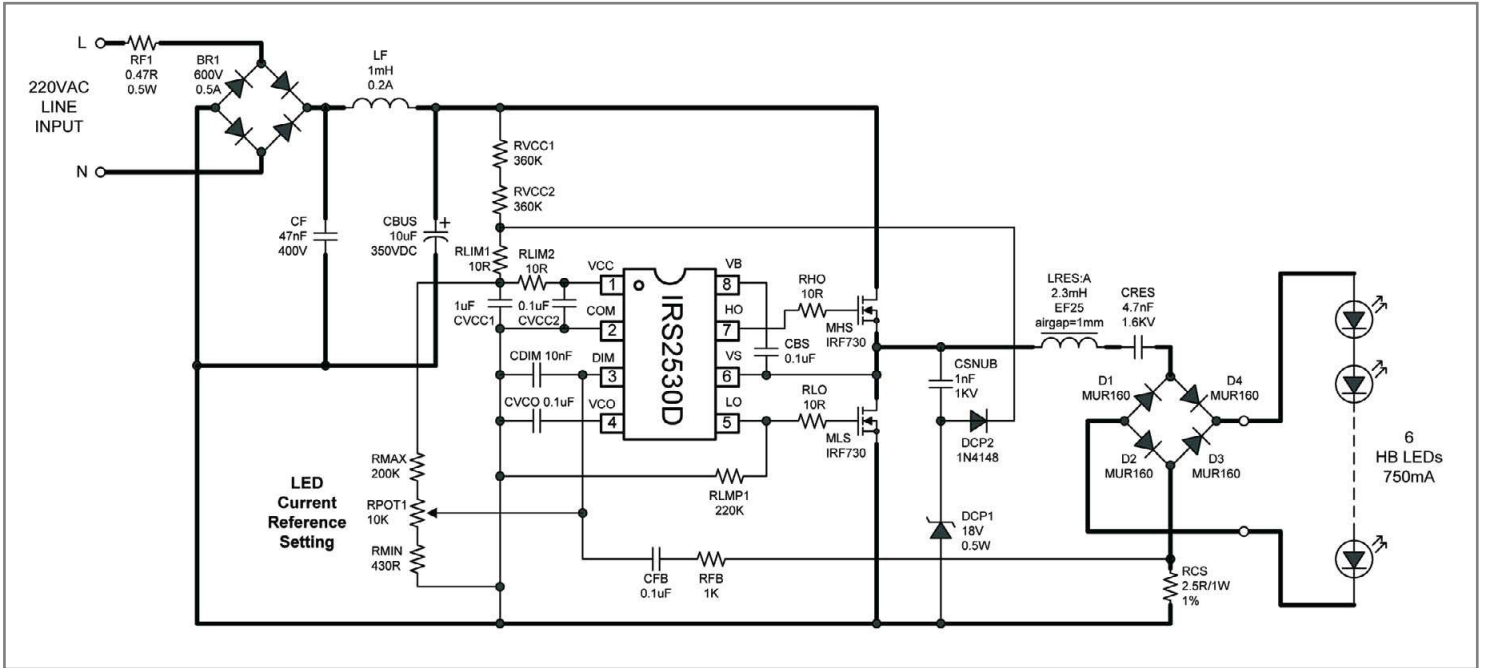 L
RF1
0.47R
0.5W
BR1
600V
0.5A
LF
1mH
0.2A
220VAC
LINE
INPUT
N
CF
47nF
400V
CBUS
10uF
350VDC
+
RVCC1
360K
RVCC2
360K
RLIM1
10R
RLIM2
10R
1uF
CVCC1
0.1uF
CVCC2
CDIM 10nF
CVCO 0.1uF
VCC
1
COM
2
DIM
3
VCO
4
IRS2530D
VB
8
HO
7
VS
6
LO
5
RHO
10R
MHS
IRF730
CBS
0.1uF
RLO
10R
MLS
IRF730
RLMP1
220K
CSNUB
1nF
1KV
DCP2
1N4148
DCP1
18V
0.5W
LRES:A
2.3mH
EF25
airgap=1mm
CRES
4.7nF
1.6KV
D1
MUR160
D4
MUR160
D2
MUR160
D3
MUR160
6
HB LEDs
750mA
LED
Current
Reference
Setting
RMAX
200K
RPOT1
10K
RMIN
430R
CFB
0.1uF
RFB
1K
RCS
2.5R/1W
1%